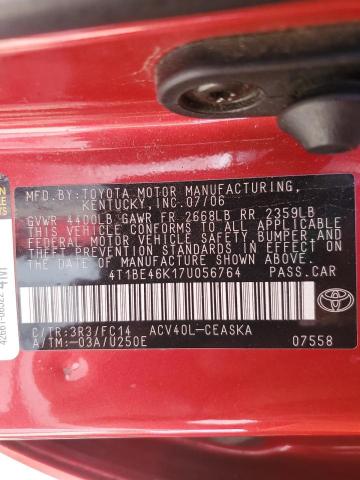 MFD. BY: TOYOTA MOTOR MANUFACTURING,
KENTUCKY, INC. 07/06
GVWR 4400LB GAWR FR 2668LB RR 2359LB
THIS VEHICLE CONFORMS TO ALL APPLICABLE
FEDERAL MOTOR VEHICLE SAFETY, BUMPER, AND
THEFT PREVENTION STANDARDS IN EFFECT ON
THE DATE OF MANUFACTURE SHOWN ABOVE.
4T1BE46K17U056764 PASS.CAR
C/TR:3R3/FC14 ACV40L-CEASKA
A/TM:-03A/U250E 07558